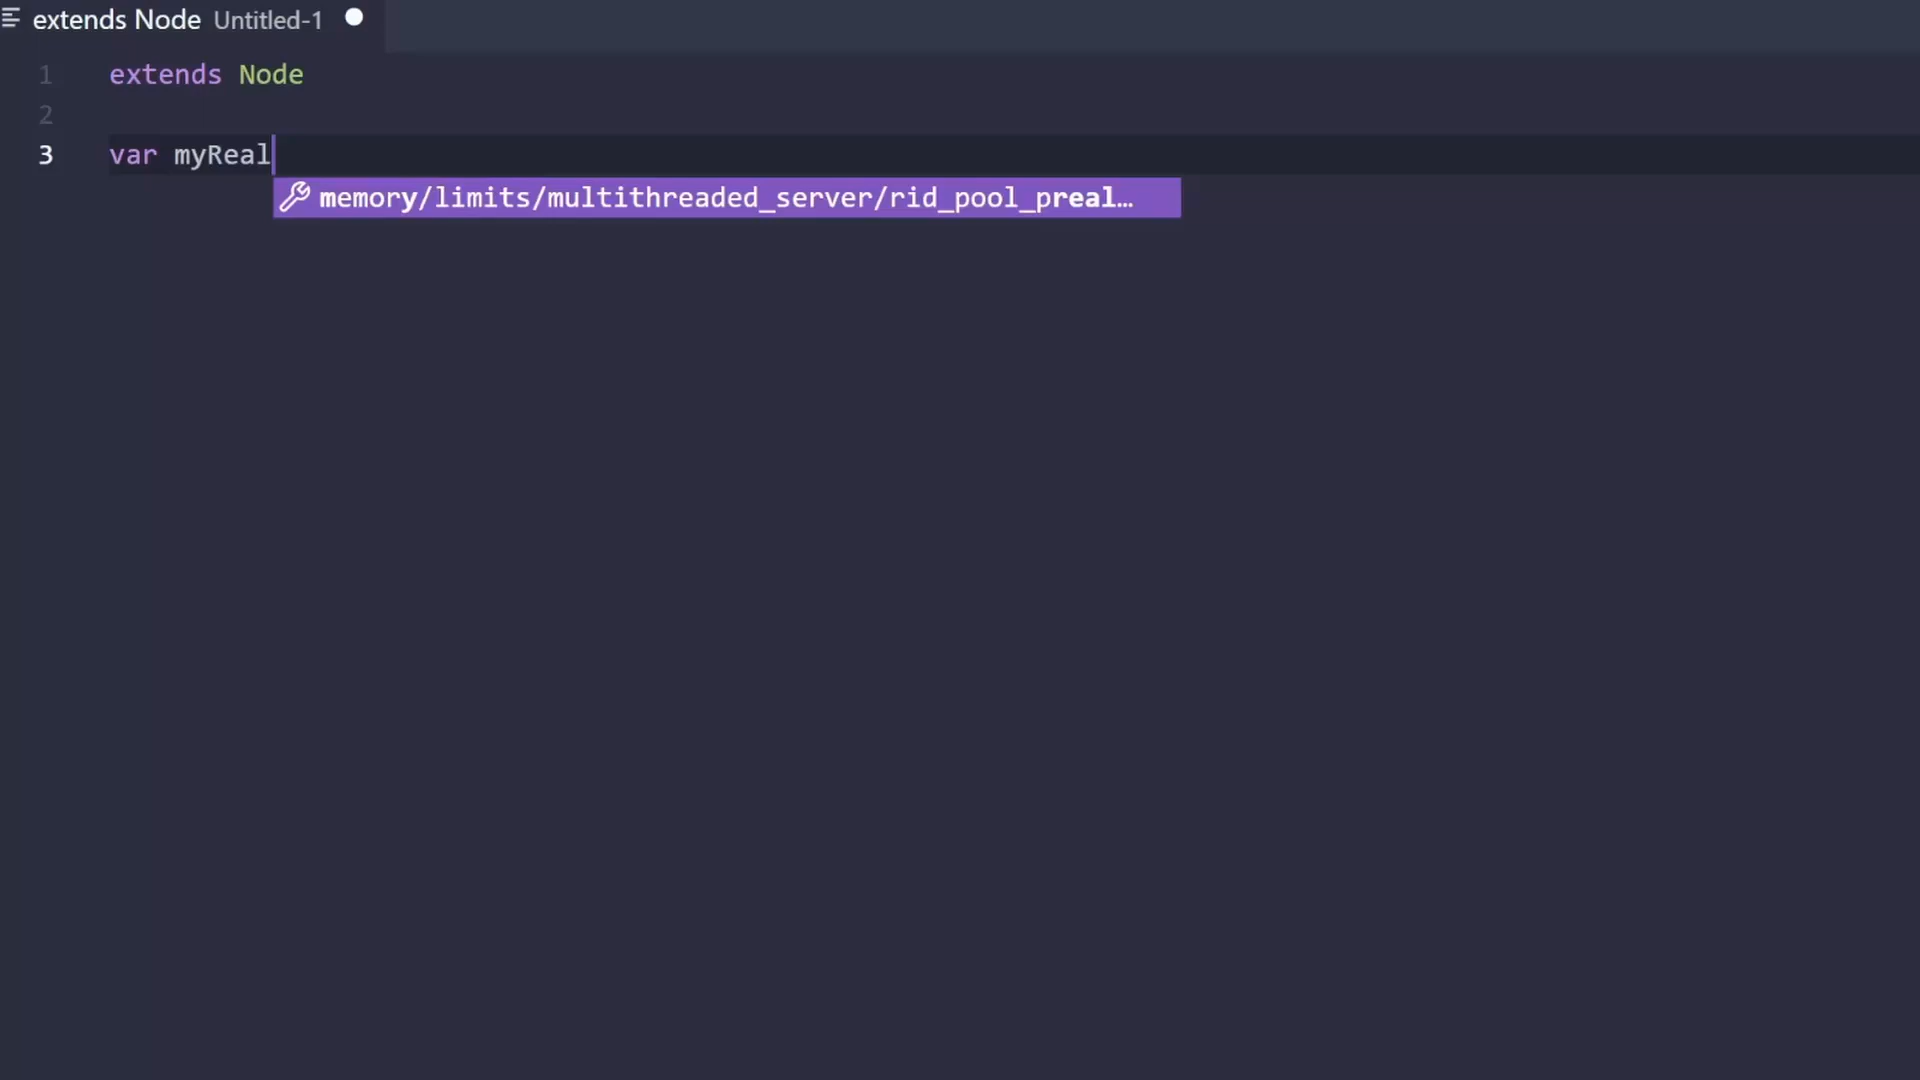 extends Node Untitled-1
1 extends Node
2
3 var myReal
memory/limits/multithreaded_server/rid_pool_preal…